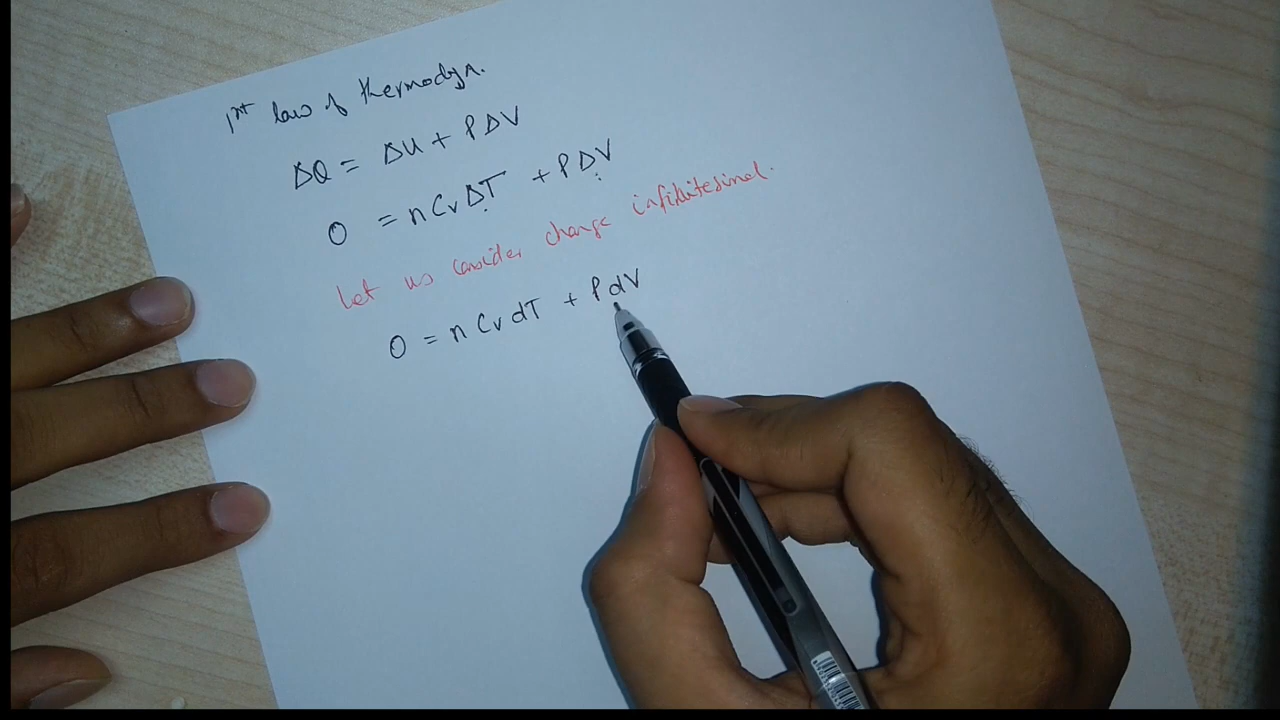 1st law of thermodyn.
ΔQ = ΔU + PΔV
0 = nCvΔT + PΔV
Let us consider change infinitesimal.
0 = nCvdT + PdV